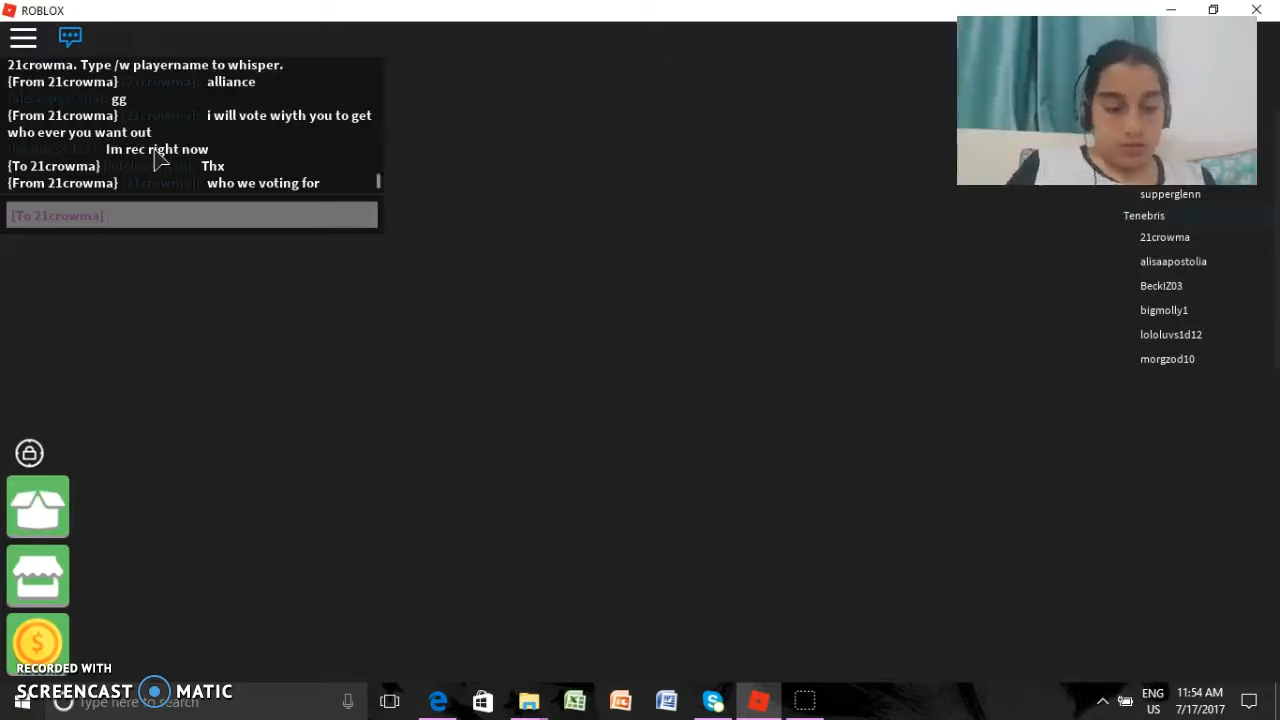 ROBLOX
21crowma. Type /w playername to whisper.
{From 21crowma} [21crowma]: alliance
gg
{From 21crowma} [21crowma]: i will vote wiyth you to get
who ever you want out
Im rec right now
{To 21crowma} Thx
{From 21crowma} [21crowma]: who we voting for
[To 21crowma]
supperglenn
Tenebris
21crowma
alisaapostolia
BeckIZ03
bigmolly1
lololuvs1d12
morgzod10
RECORDED WITH
SCREENCAST MATIC
Type here to search
ENG
US
11:54 AM
7/17/2017